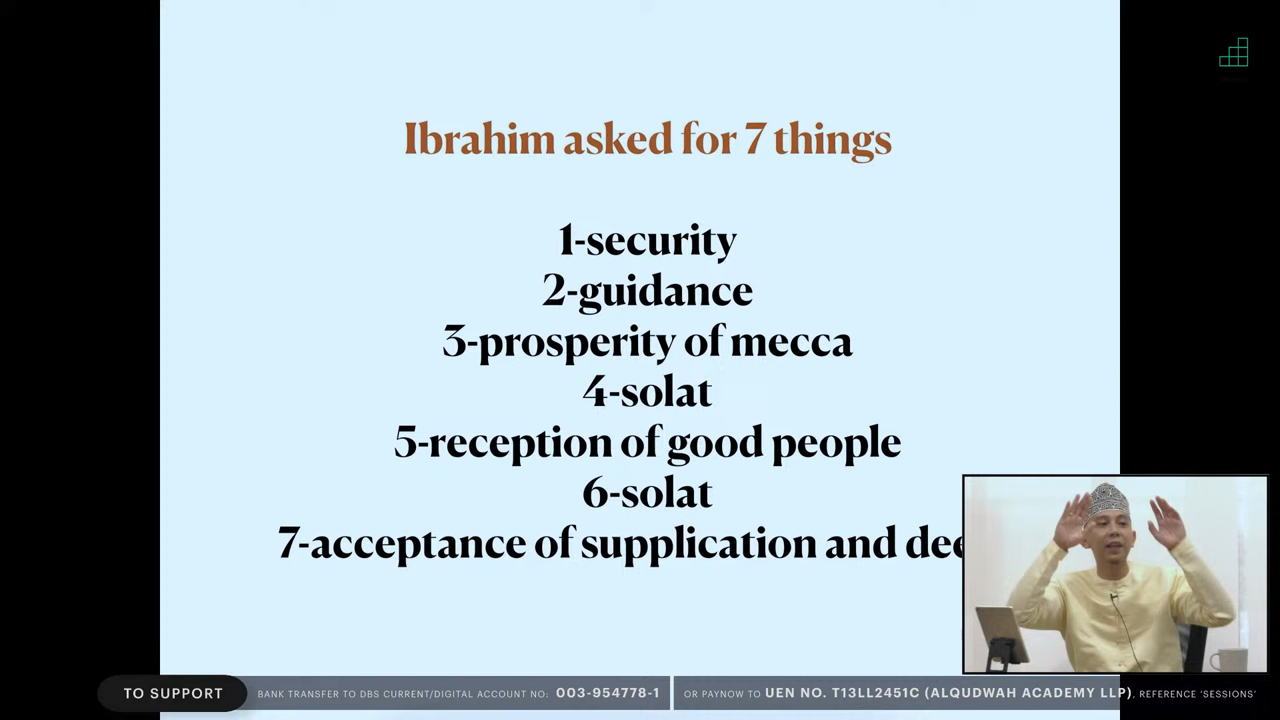 Ibrahim asked for 7 things
1-security
2-guidance
3-prosperity of mecca
4-solat
5-reception of good people
6-solat
7-acceptance of supplication and
TO SUPPORT
BANK TRANSFER TO DBS CURRENT/DIGITAL ACCOUNT NO: 003-954778-1
OR PAYNOW TO UEN NO. T13LL2451C (ALQUDWAH ACADEMY LLP), REFERENCE 'SESSIONS'